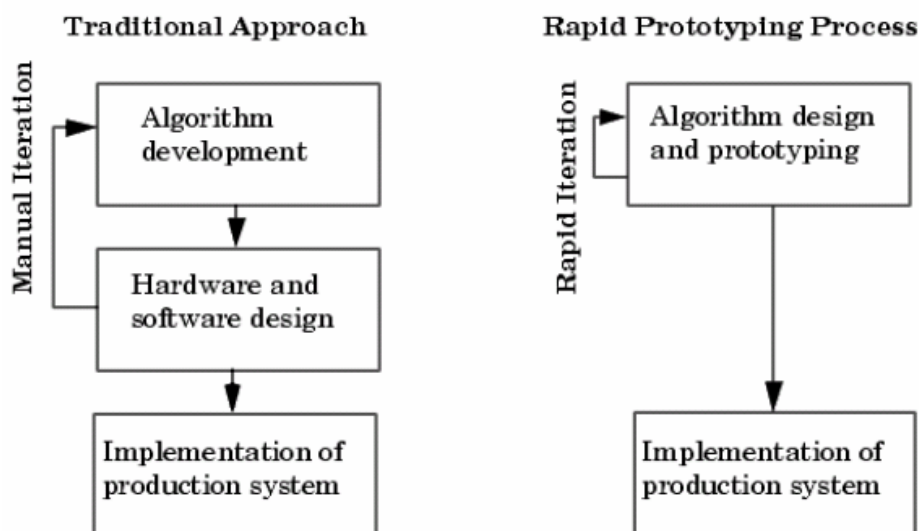 Traditional Approach
Manual Iteration
Algorithm
development
Hardware and
software design
Implementation of
production system
Rapid Prototyping Process
Rapid Iteration
Algorithm design
and prototyping
Implementation of
production system